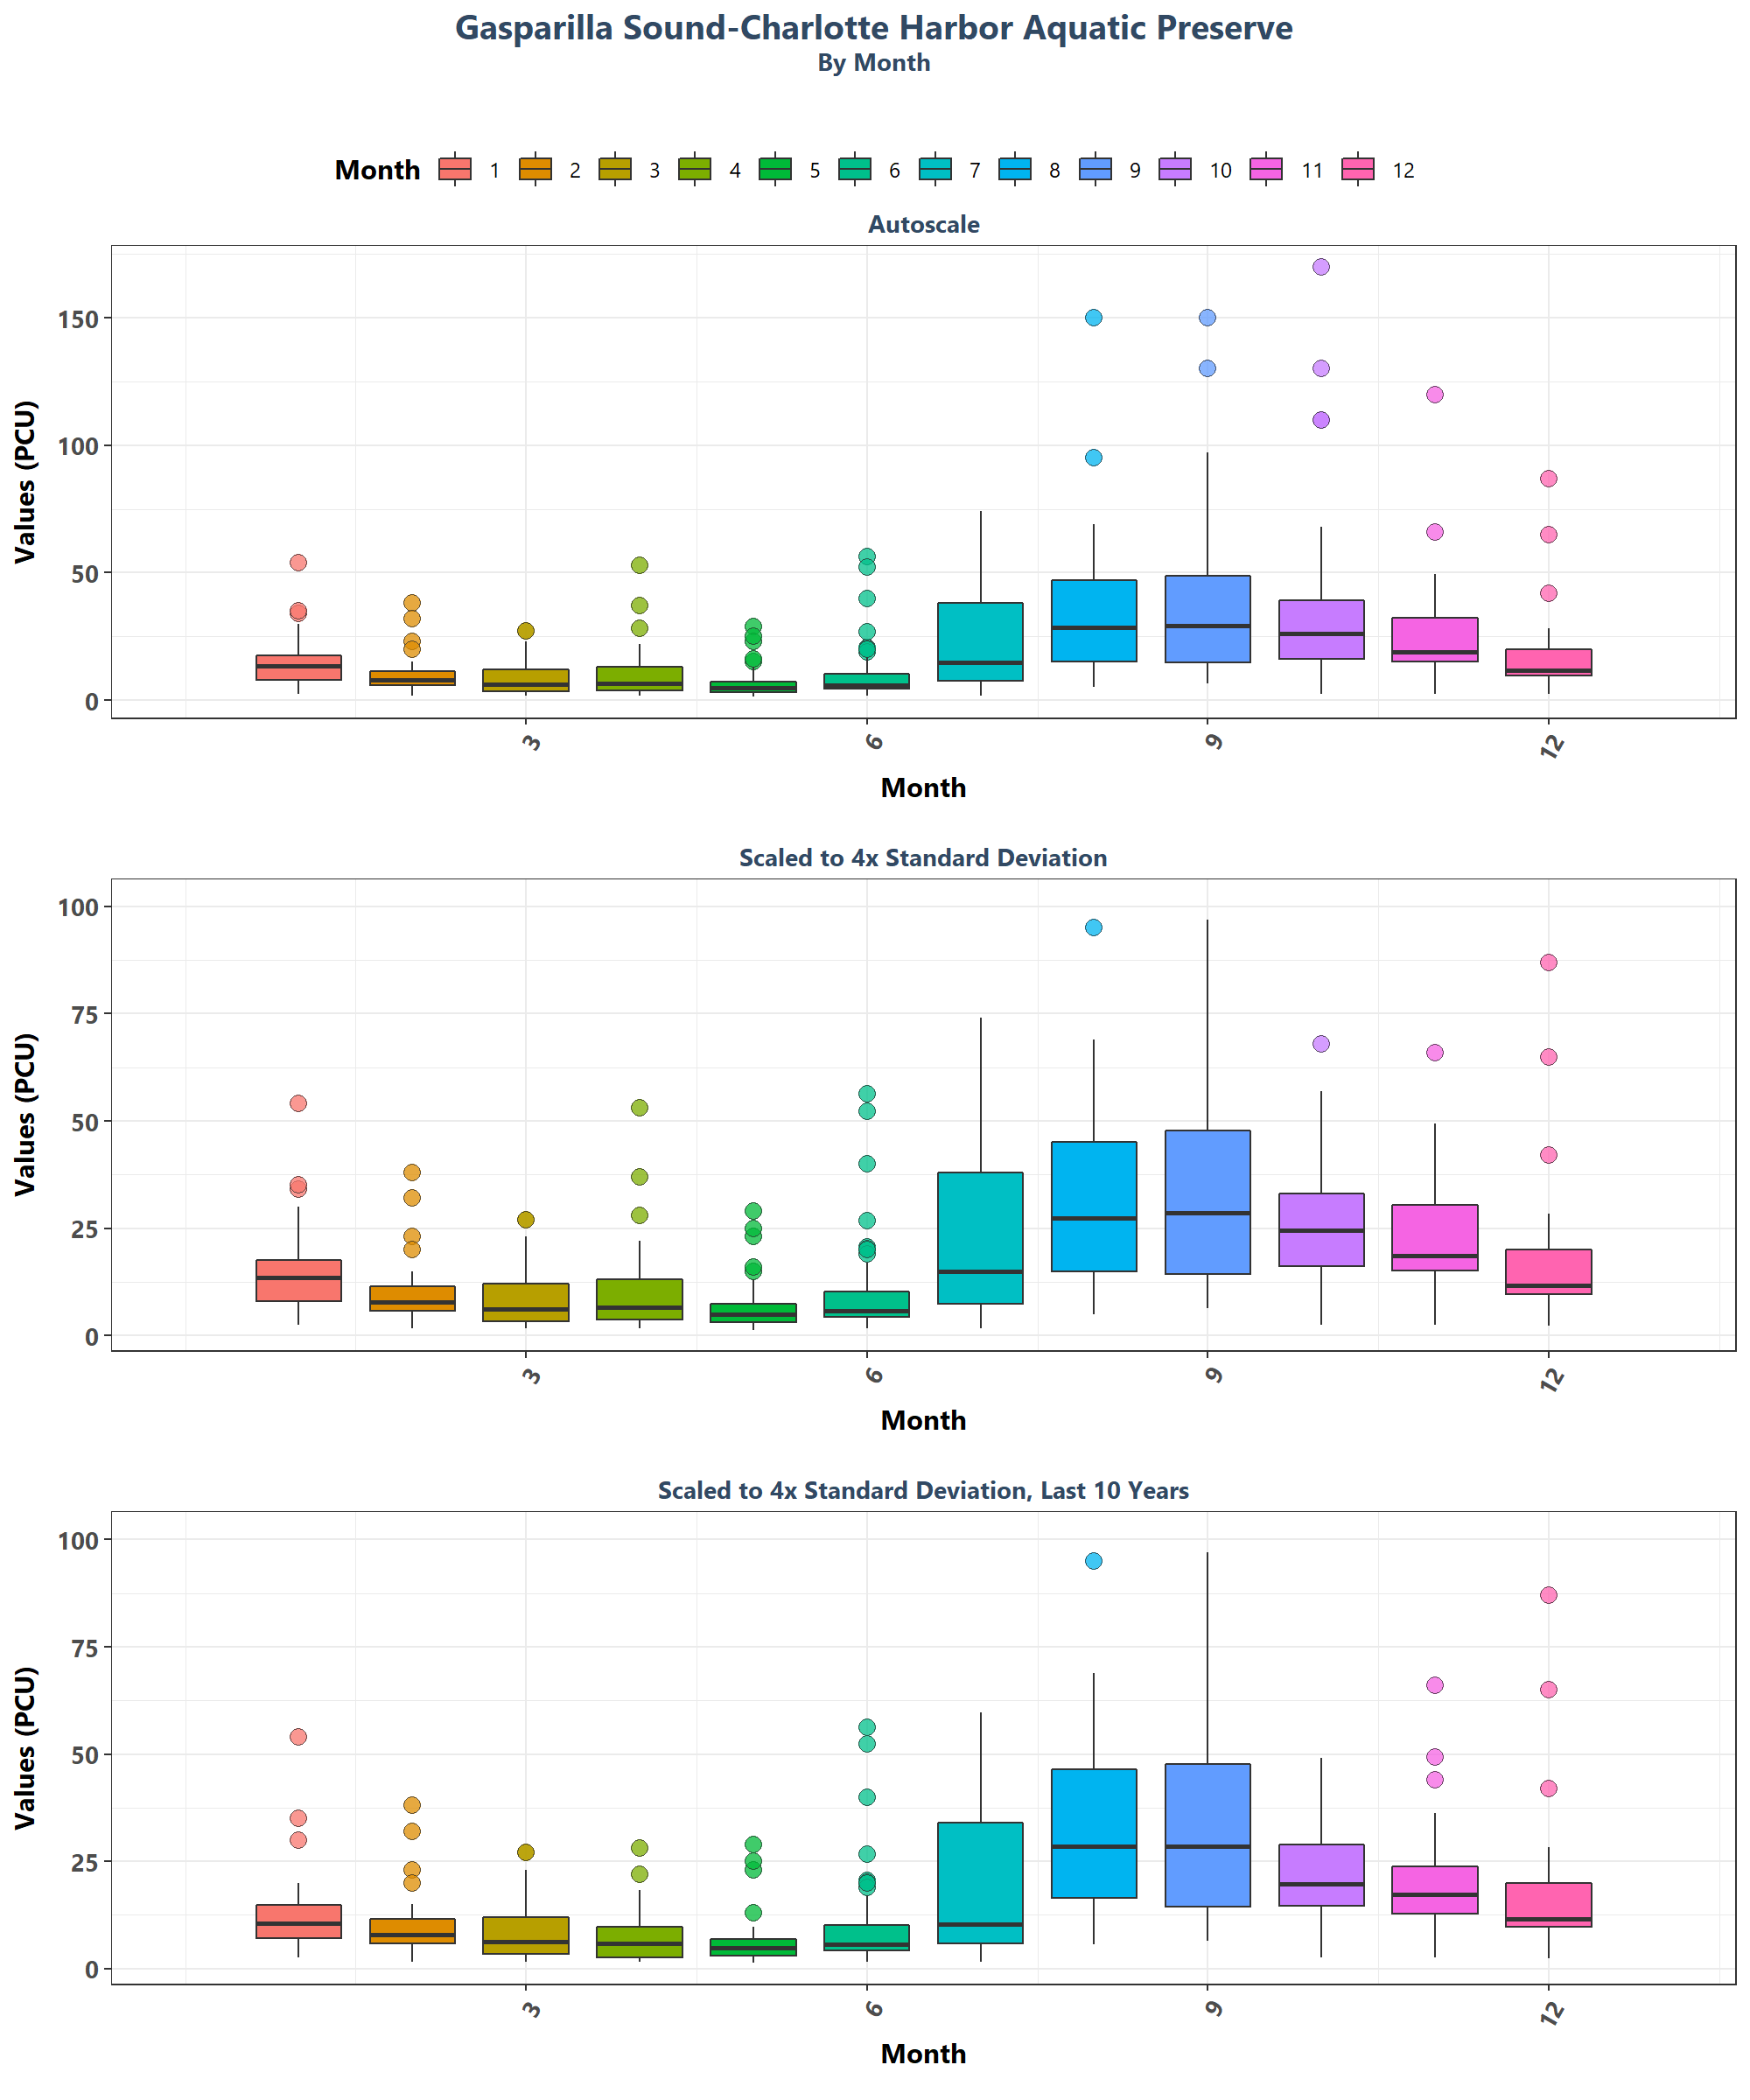 Gasparilla Sound-Charlotte Harbor Aquatic Preserve
By Month
Month 1 2 3 4 5 6 7 8 9 10 11 12
Autoscale
Values (PCU)
150
100
50
0
3 6 9 12
Month
Scaled to 4x Standard Deviation
Values (PCU)
100
75
50
25
0
3 6 9 12
Month
Scaled to 4x Standard Deviation, Last 10 Years
Values (PCU)
100
75
50
25
0
3 6 9 12
Month